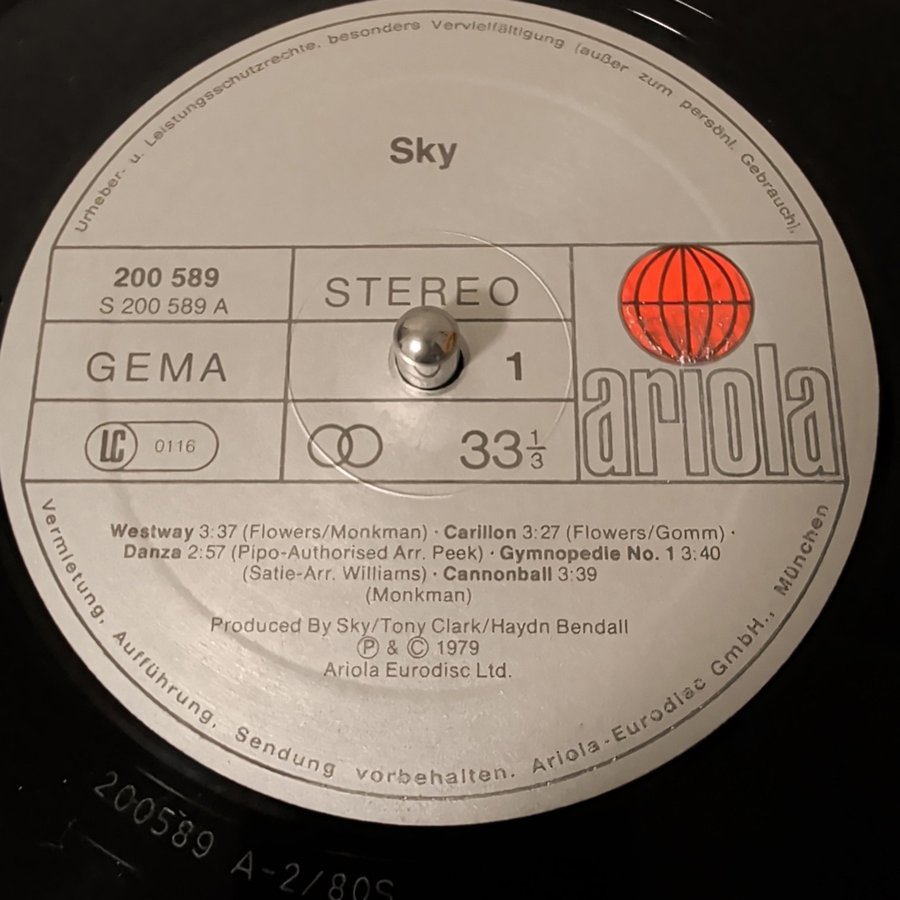 Urheber- u. Leistungsschutzrechte, besonders Vervielfältigung (außer zum persönl. Gebrauch),
Sky
200 589
S 200 589 A
STEREO
GEMA
1
LC 0116
33 1/3
ariola
Westway 3:37 (Flowers/Monkman) · Carillon 3:27 (Flowers/Gomm) ·
Danza 2:57 (Pipo-Authorised Arr. Peek) · Gymnopedie No. 1 3:40
(Satie-Arr. Williams) · Cannonball 3:39
(Monkman)
Produced By Sky/Tony Clark/Haydn Bendall
Ⓟ & © 1979
Ariola Eurodisc Ltd.
Vermietung, Aufführung, Sendung vorbehalten. Ariola-Eurodisc GmbH., München
200589 A-2/80S